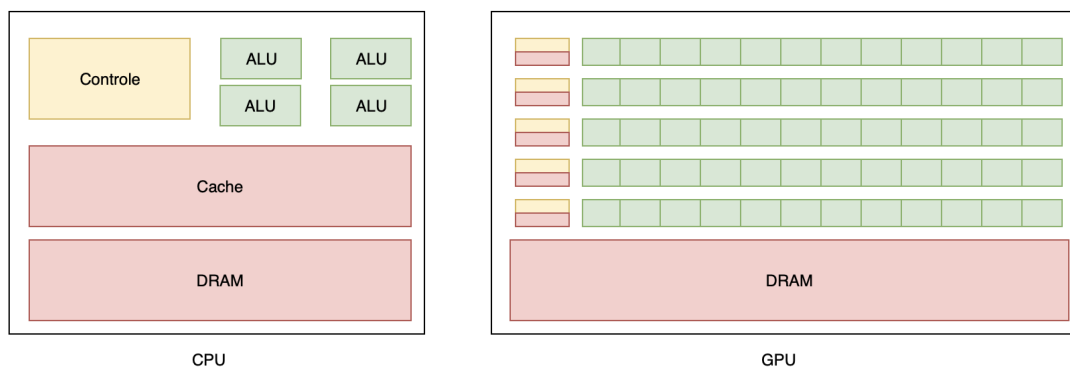 Controle
ALU
ALU
ALU
ALU
Cache
DRAM
CPU
DRAM
GPU